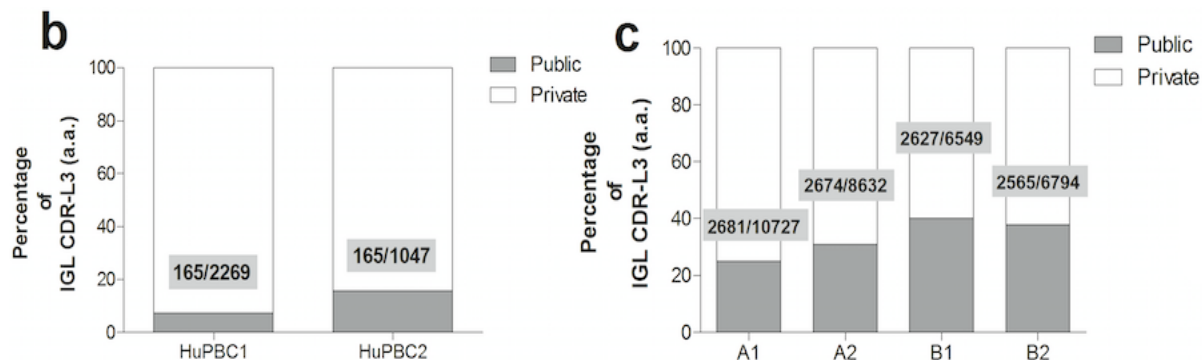 b
Public
Private
Percentage
of
IGL CDR-L3 (a.a.)
100
80
60
40
20
0
165/2269
165/1047
HuPBC1
HuPBC2
c
Public
Private
Percentage
of
IGL CDR-L3 (a.a.)
100
80
60
40
20
0
2681/10727
2674/8632
2627/6549
2565/6794
A1
A2
B1
B2